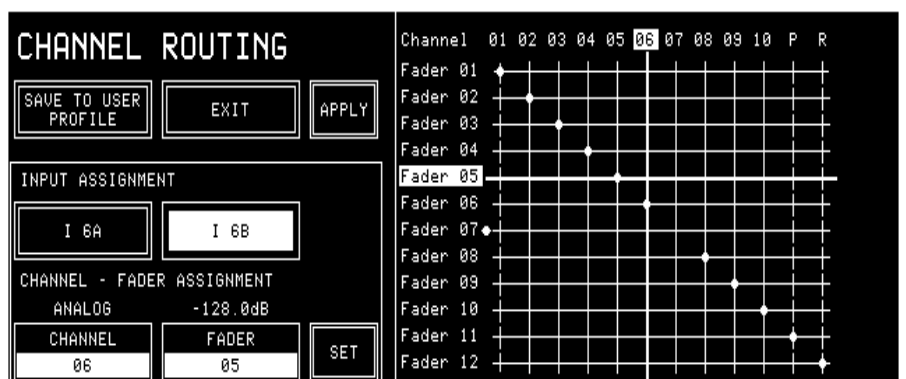 CHANNEL ROUTING
SAVE TO USER
PROFILE
EXIT
APPLY
INPUT ASSIGNMENT
I 6A
I 6B
CHANNEL - FADER ASSIGNMENT
ANALOG -128.0dB
CHANNEL
06
FADER
05
SET
Channel 01 02 03 04 05 06 07 08 09 10 P R
Fader 01
Fader 02
Fader 03
Fader 04
Fader 05
Fader 06
Fader 07
Fader 08
Fader 09
Fader 10
Fader 11
Fader 12